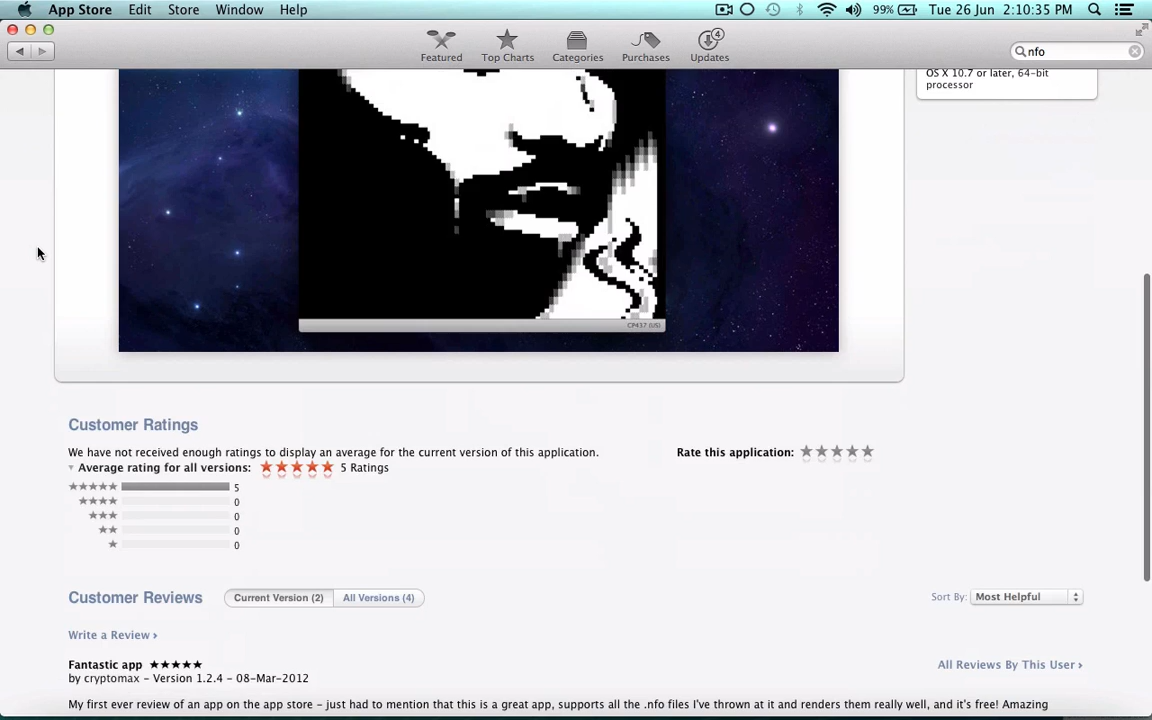 App Store Edit Store Window Help 99% Tue 26 Jun 2:10:35 PM
Featured Top Charts Categories Purchases 4 Updates nfo
OS X 10.7 or later, 64-bit
processor
CP437 (US)
Customer Ratings
We have not received enough ratings to display an average for the current version of this application. Rate this application:
Average rating for all versions: 5 Ratings
5
0
0
0
0
Customer Reviews Current Version (2) All Versions (4) Sort By: Most Helpful
Write a Review ›
Fantastic app All Reviews By This User ›
by cryptomax – Version 1.2.4 – 08-Mar-2012
My first ever review of an app on the app store – just had to mention that this is a great app, supports all the .nfo files I've thrown at it and renders them really well, and it's free! Amazing